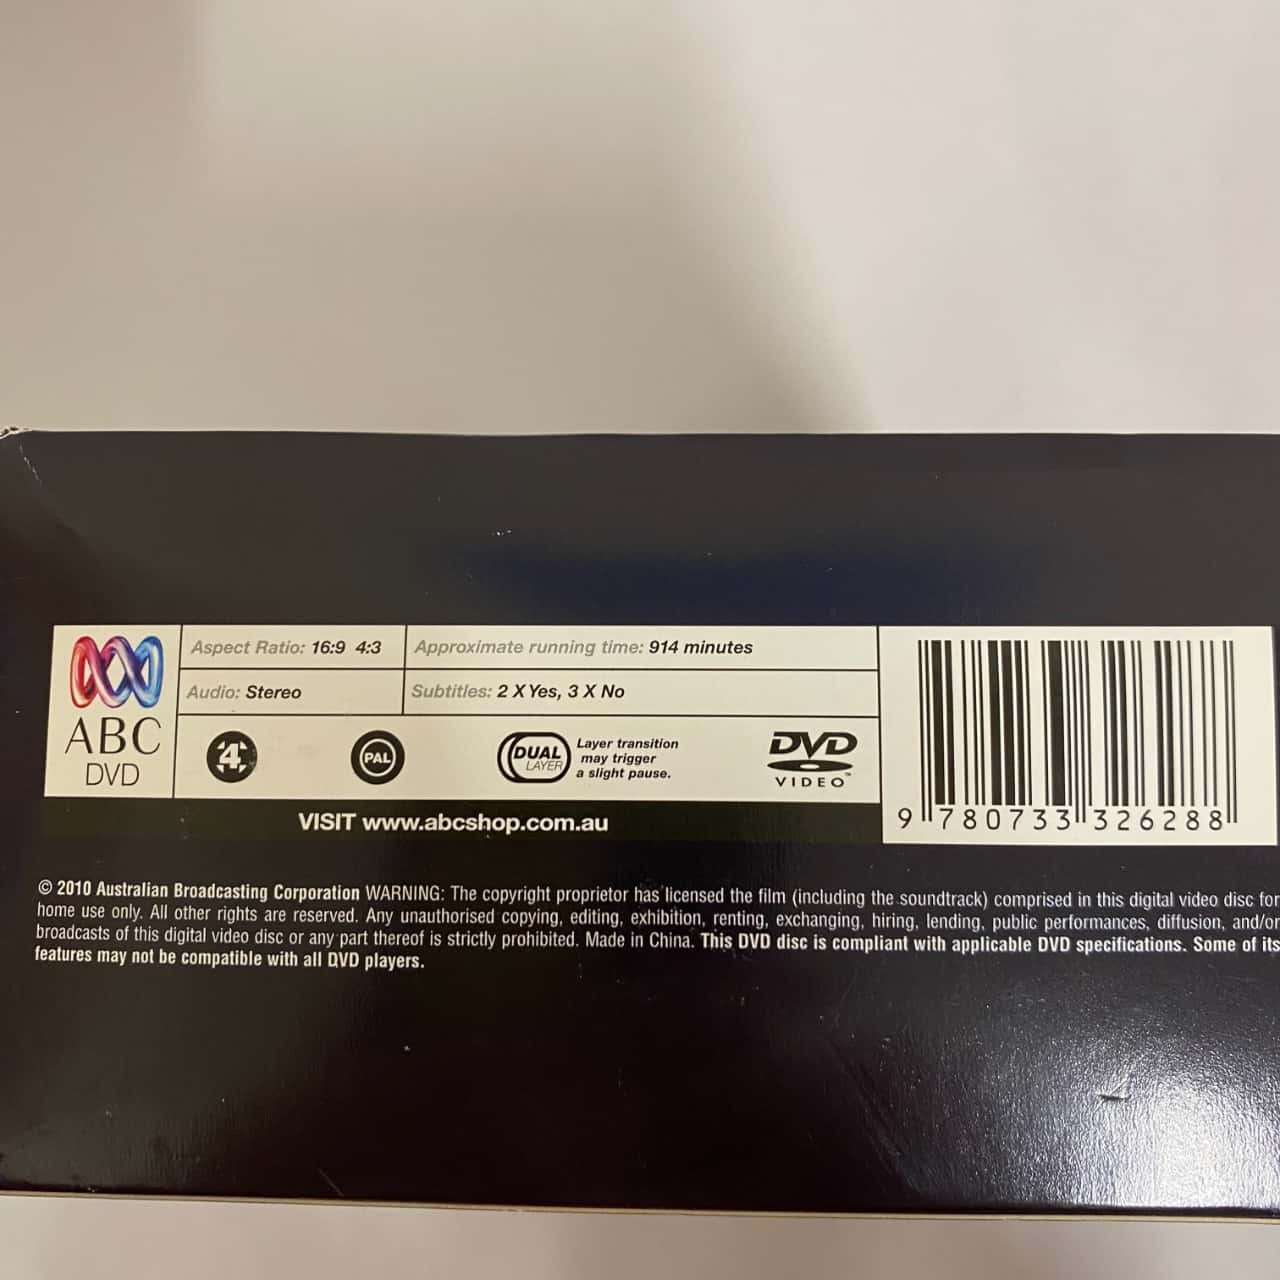 ABC
DVD
Aspect Ratio: 16:9 4:3
Approximate running time: 914 minutes
Audio: Stereo
Subtitles: 2 X Yes, 3 X No
4
PAL
DUAL
LAYER
Layer transition
may trigger
a slight pause.
DVD
VIDEO™
VISIT www.abcshop.com.au
9 780733 326288
© 2010 Australian Broadcasting Corporation WARNING: The copyright proprietor has licensed the film (including the soundtrack) comprised in this digital video disc for
home use only. All other rights are reserved. Any unauthorised copying, editing, exhibition, renting, exchanging, hiring, lending, public performances, diffusion, and/or
broadcasts of this digital video disc or any part thereof is strictly prohibited. Made in China. This DVD disc is compliant with applicable DVD specifications. Some of its
features may not be compatible with all DVD players.